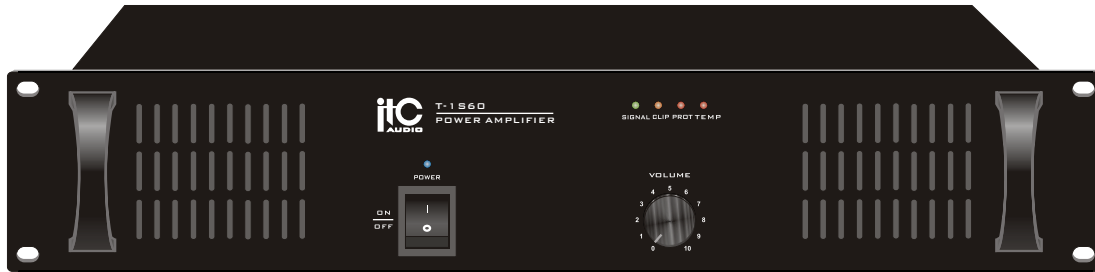 itc
AUDIO
T-1S60
POWER AMPLIFIER
SIGNAL CLIP PROT TEMP
POWER
ON
OFF
I
O
VOLUME
0 1 2 3 4 5 6 7 8 9 10